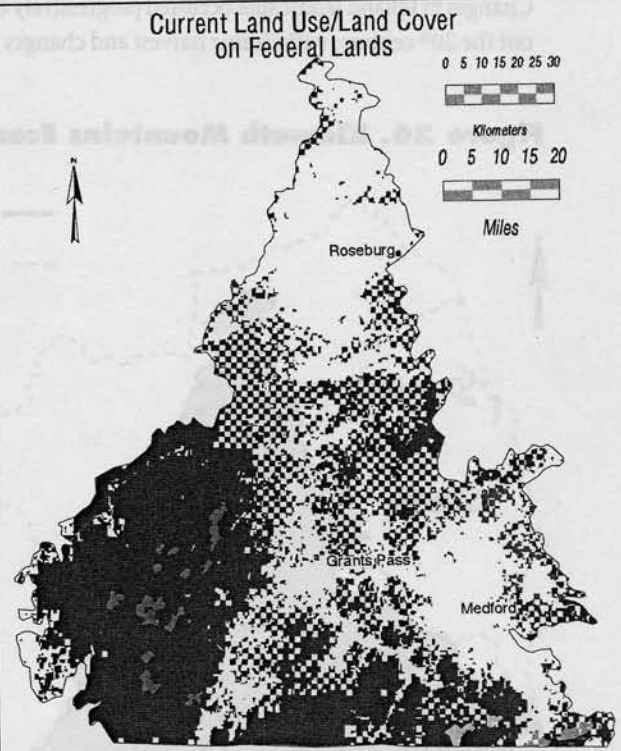 Current Land Use/Land Cover
on Federal Lands
0 5 10 15 20 25 30
Kilometers
0 5 10 15 20
Miles
N
Roseburg
Grants Pass
Medford